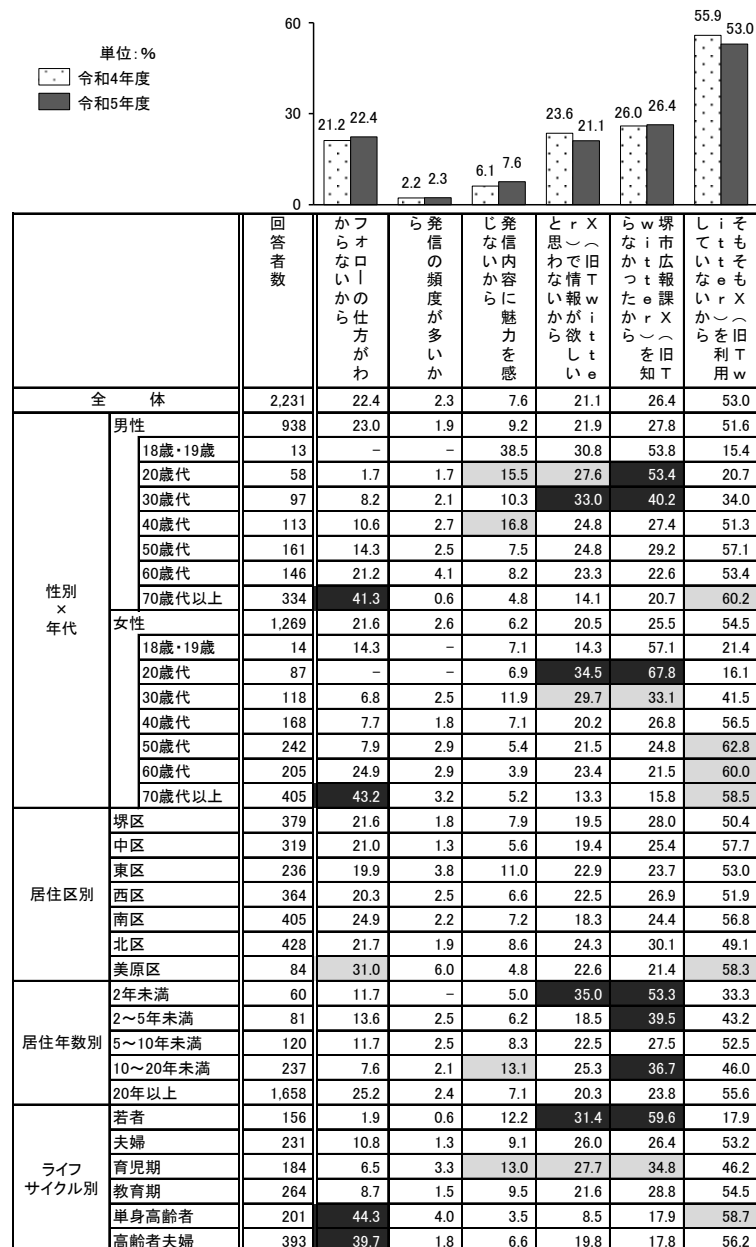 単位：%
令和4年度
令和5年度
60
30
0
21.2 22.4
2.2 2.3
6.1 7.6
23.6 21.1
26.0 26.4
55.9 53.0
回答者数
フォローの仕方がわからないから
発信の頻度が多いから
発信内容に魅力を感じないから
X（旧Twitter）で情報が欲しいと思わないから
堺市広報課X（旧Twitter）を知らなかったから
そもそもX（旧Twitter）を利用していないから
全 体 2,231 22.4 2.3 7.6 21.1 26.4 53.0
性別×年代
男性 938 23.0 1.9 9.2 21.9 27.8 51.6
18歳・19歳 13 － － 38.5 30.8 53.8 15.4
20歳代 58 1.7 1.7 15.5 27.6 53.4 20.7
30歳代 97 8.2 2.1 10.3 33.0 40.2 34.0
40歳代 113 10.6 2.7 16.8 24.8 27.4 51.3
50歳代 161 14.3 2.5 7.5 24.8 29.2 57.1
60歳代 146 21.2 4.1 8.2 23.3 22.6 53.4
70歳代以上 334 41.3 0.6 4.8 14.1 20.7 60.2
女性 1,269 21.6 2.6 6.2 20.5 25.5 54.5
18歳・19歳 14 14.3 － 7.1 14.3 57.1 21.4
20歳代 87 － － 6.9 34.5 67.8 16.1
30歳代 118 6.8 2.5 11.9 29.7 33.1 41.5
40歳代 168 7.7 1.8 7.1 20.2 26.8 56.5
50歳代 242 7.9 2.9 5.4 21.5 24.8 62.8
60歳代 205 24.9 2.9 3.9 23.4 21.5 60.0
70歳代以上 405 43.2 3.2 5.2 13.3 15.8 58.5
居住区別
堺区 379 21.6 1.8 7.9 19.5 28.0 50.4
中区 319 21.0 1.3 5.6 19.4 25.4 57.7
東区 236 19.9 3.8 11.0 22.9 23.7 53.0
西区 364 20.3 2.5 6.6 22.5 26.9 51.9
南区 405 24.9 2.2 7.2 18.3 24.4 56.8
北区 428 21.7 1.9 8.6 24.3 30.1 49.1
美原区 84 31.0 6.0 4.8 22.6 21.4 58.3
居住年数別
2年未満 60 11.7 － 5.0 35.0 53.3 33.3
2～5年未満 81 13.6 2.5 6.2 18.5 39.5 43.2
5～10年未満 120 11.7 2.5 8.3 22.5 27.5 52.5
10～20年未満 237 7.6 2.1 13.1 25.3 36.7 46.0
20年以上 1,658 25.2 2.4 7.1 20.3 23.8 55.6
ライフサイクル別
若者 156 1.9 0.6 12.2 31.4 59.6 17.9
夫婦 231 10.8 1.3 9.1 26.0 26.4 53.2
育児期 184 6.5 3.3 13.0 27.7 34.8 46.2
教育期 264 8.7 1.5 9.5 21.6 28.8 54.5
単身高齢者 201 44.3 4.0 3.5 8.5 17.9 58.7
高齢者夫婦 393 39.7 1.8 6.6 19.8 17.8 56.2